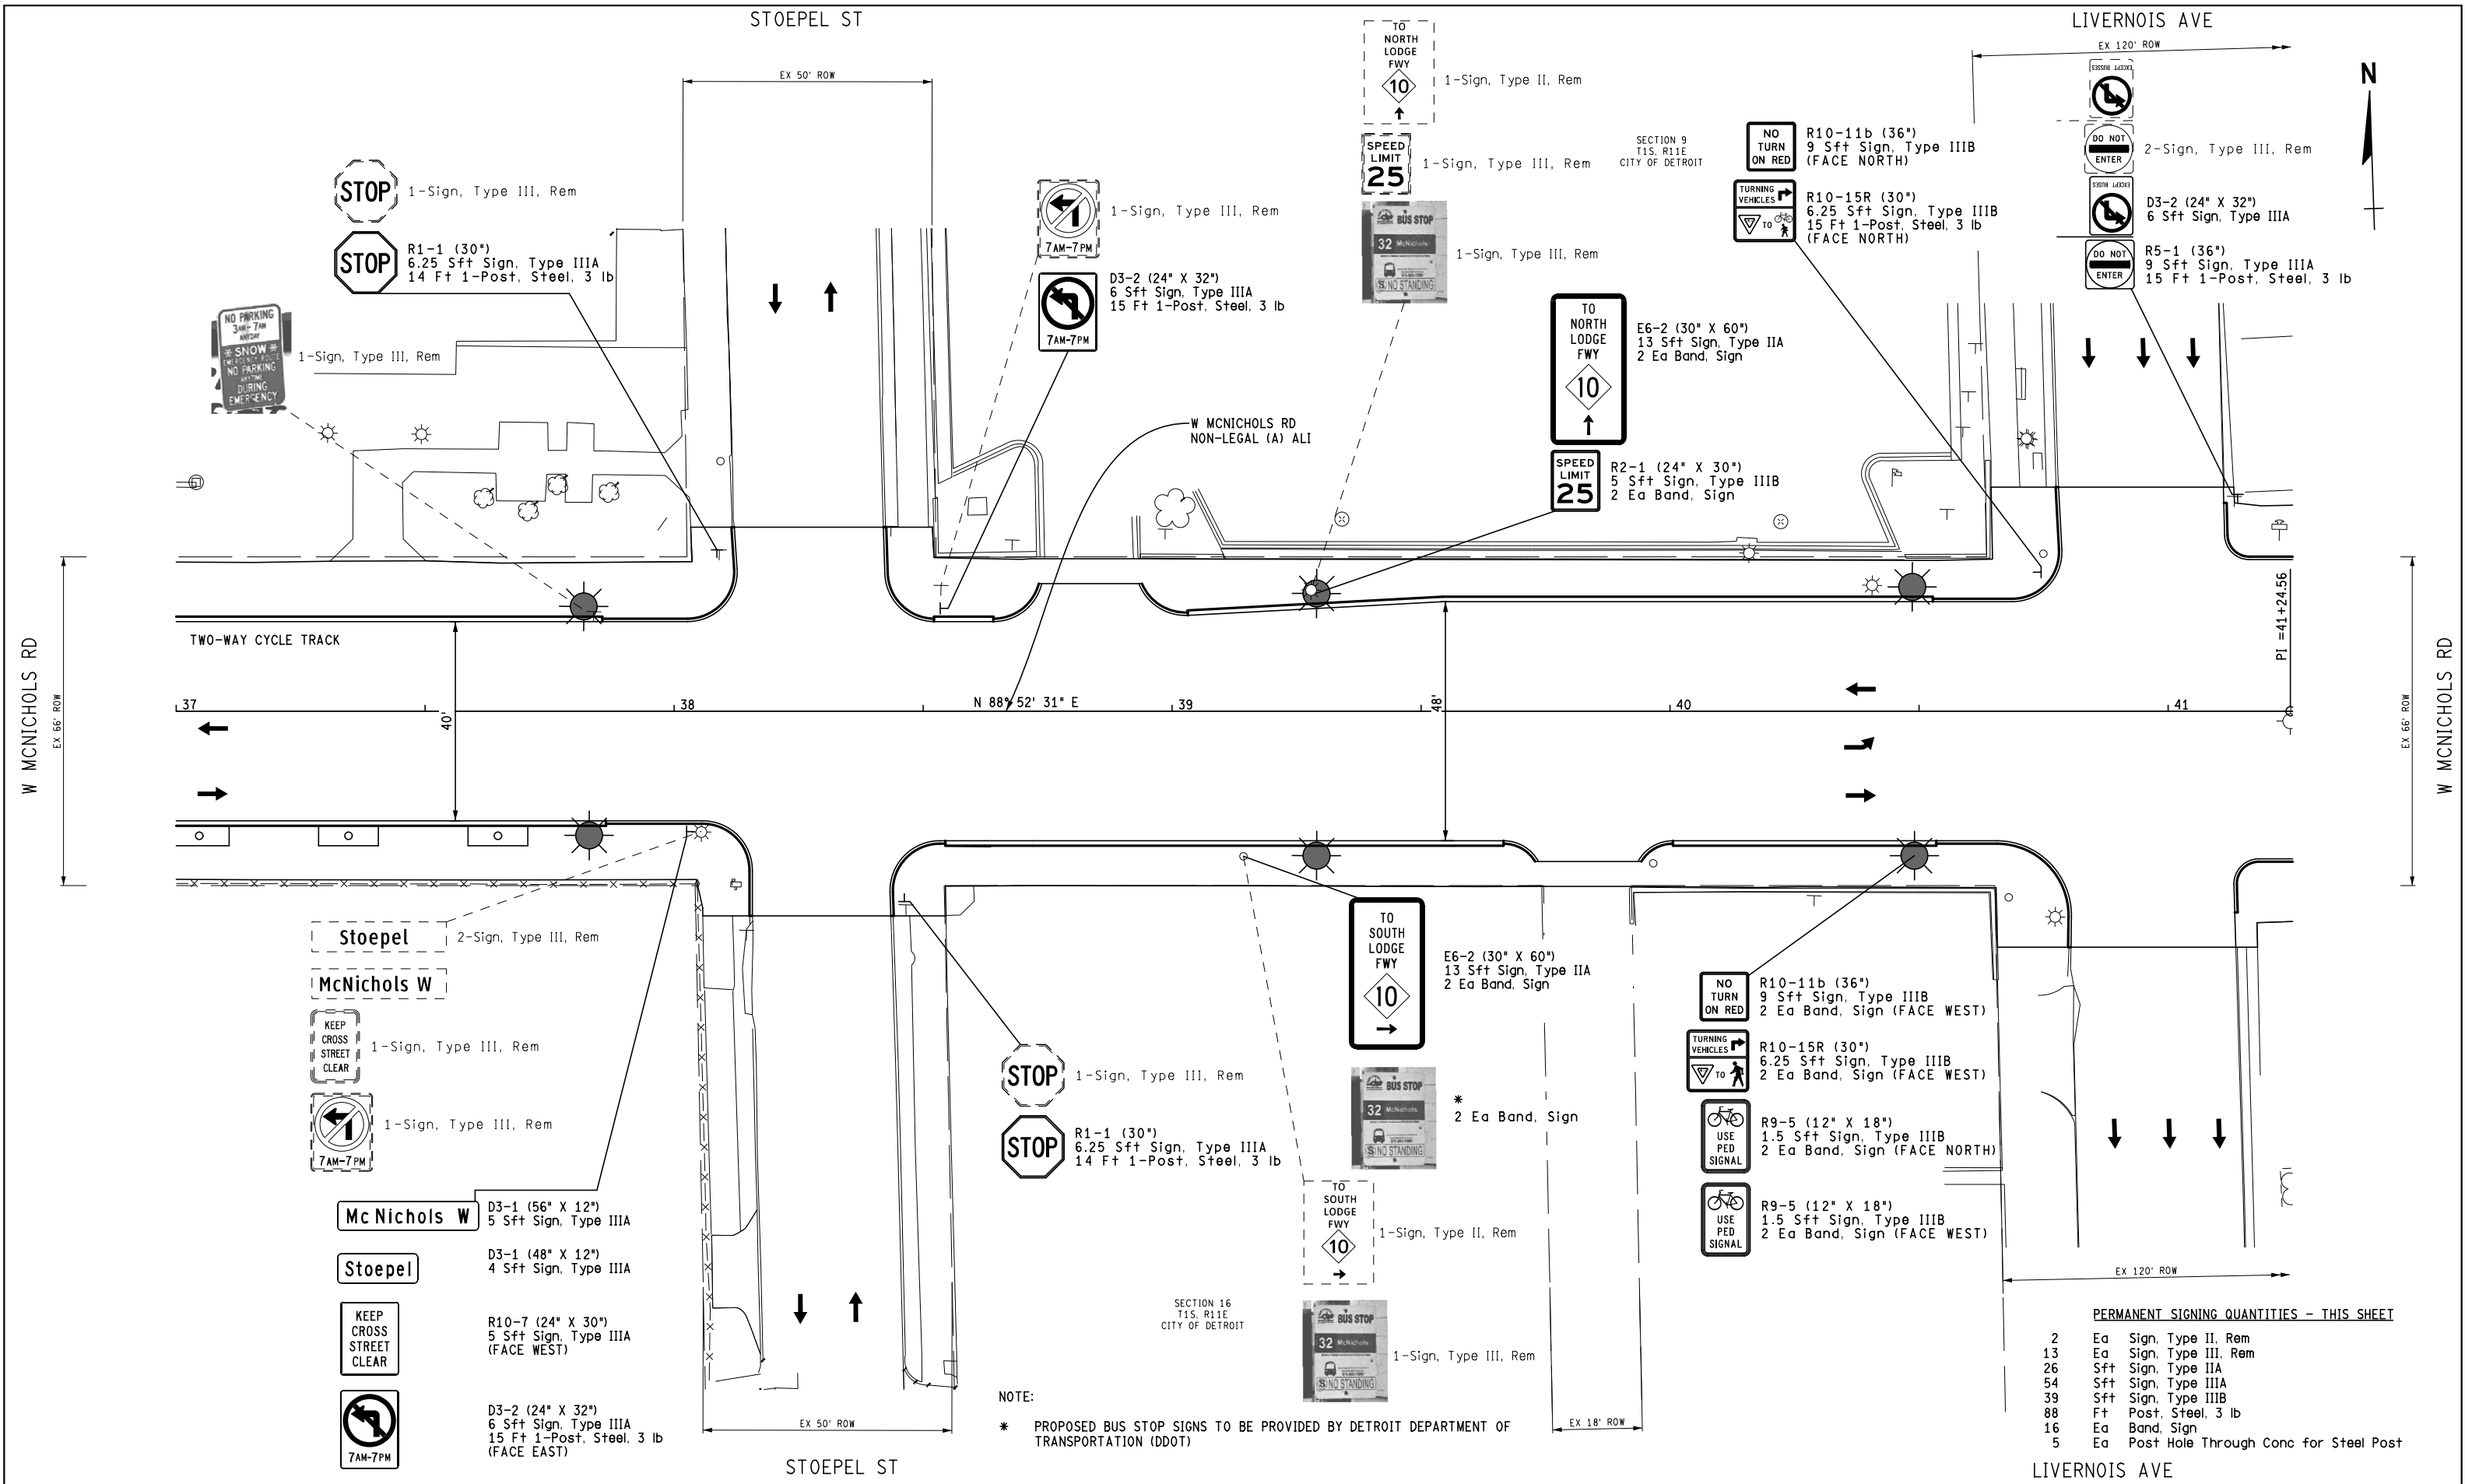 STOEPEL ST
LIVERNOIS AVE
EX 50' ROW
EX 120' ROW
N
TO
NORTH
LODGE
FWY
10
1-Sign, Type II, Rem
SPEED
LIMIT
25
1-Sign, Type III, Rem
BUS STOP
32 McNichols
NO STANDING
1-Sign, Type III, Rem
SECTION 9
T1S, R11E
CITY OF DETROIT
NO
TURN
ON RED
R10-11b (36")
9 Sft Sign, Type IIIB
(FACE NORTH)
TURNING
VEHICLES
TO
R10-15R (30")
6.25 Sft Sign, Type IIIB
15 Ft 1-Post, Steel, 3 lb
(FACE NORTH)
EXCEPT BUSSES
DO NOT
ENTER
2-Sign, Type III, Rem
EXCEPT BUSSES
D3-2 (24" X 32")
6 Sft Sign, Type IIIA
DO NOT
ENTER
R5-1 (36")
9 Sft Sign, Type IIIA
15 Ft 1-Post, Steel, 3 lb
STOP
1-Sign, Type III, Rem
STOP
R1-1 (30")
6.25 Sft Sign, Type IIIA
14 Ft 1-Post, Steel, 3 lb
NO PARKING
3AM-7AM
ANYDAY
SNOW
EMERGENCY ROUTE
NO PARKING
ANYTIME
DURING
EMERGENCY
1-Sign, Type III, Rem
7AM-7PM
1-Sign, Type III, Rem
7AM-7PM
D3-2 (24" X 32")
6 Sft Sign, Type IIIA
15 Ft 1-Post, Steel, 3 lb
TO
NORTH
LODGE
FWY
10
E6-2 (30" X 60")
13 Sft Sign, Type IIA
2 Ea Band, Sign
SPEED
LIMIT
25
R2-1 (24" X 30")
5 Sft Sign, Type IIIB
2 Ea Band, Sign
W MCNICHOLS RD
NON-LEGAL (A) ALI
W MCNICHOLS RD
EX 66' ROW
TWO-WAY CYCLE TRACK
37
38
39
40
41
40'
48'
N 88° 52' 31" E
PI =41+24.56
EX 66' ROW
W MCNICHOLS RD
Stoepel
2-Sign, Type III, Rem
McNichols W
KEEP
CROSS
STREET
CLEAR
1-Sign, Type III, Rem
7AM-7PM
1-Sign, Type III, Rem
Mc Nichols W
D3-1 (56" X 12")
5 Sft Sign, Type IIIA
Stoepel
D3-1 (48" X 12")
4 Sft Sign, Type IIIA
KEEP
CROSS
STREET
CLEAR
R10-7 (24" X 30")
5 Sft Sign, Type IIIA
(FACE WEST)
7AM-7PM
D3-2 (24" X 32")
6 Sft Sign, Type IIIA
15 Ft 1-Post, Steel, 3 lb
(FACE EAST)
STOP
1-Sign, Type III, Rem
STOP
R1-1 (30")
6.25 Sft Sign, Type IIIA
14 Ft 1-Post, Steel, 3 lb
TO
SOUTH
LODGE
FWY
10
E6-2 (30" X 60")
13 Sft Sign, Type IIA
2 Ea Band, Sign
BUS STOP
32 McNichols
NO STANDING
*
2 Ea Band, Sign
TO
SOUTH
LODGE
FWY
10
1-Sign, Type II, Rem
BUS STOP
32 McNichols
NO STANDING
1-Sign, Type III, Rem
SECTION 16
T1S, R11E
CITY OF DETROIT
NO
TURN
ON RED
R10-11b (36")
9 Sft Sign, Type IIIB
2 Ea Band, Sign (FACE WEST)
TURNING
VEHICLES
TO
R10-15R (30")
6.25 Sft Sign, Type IIIB
2 Ea Band, Sign (FACE WEST)
USE
PED
SIGNAL
R9-5 (12" X 18")
1.5 Sft Sign, Type IIIB
2 Ea Band, Sign (FACE NORTH)
USE
PED
SIGNAL
R9-5 (12" X 18")
1.5 Sft Sign, Type IIIB
2 Ea Band, Sign (FACE WEST)
EX 50' ROW
EX 18' ROW
EX 120' ROW
NOTE:
* PROPOSED BUS STOP SIGNS TO BE PROVIDED BY DETROIT DEPARTMENT OF
TRANSPORTATION (DDOT)
PERMANENT SIGNING QUANTITIES - THIS SHEET
2 Ea Sign, Type II, Rem
13 Ea Sign, Type III, Rem
26 Sft Sign, Type IIA
54 Sft Sign, Type IIIA
39 Sft Sign, Type IIIB
88 Ft Post, Steel, 3 lb
16 Ea Band, Sign
5 Ea Post Hole Through Conc for Steel Post
STOEPEL ST
LIVERNOIS AVE